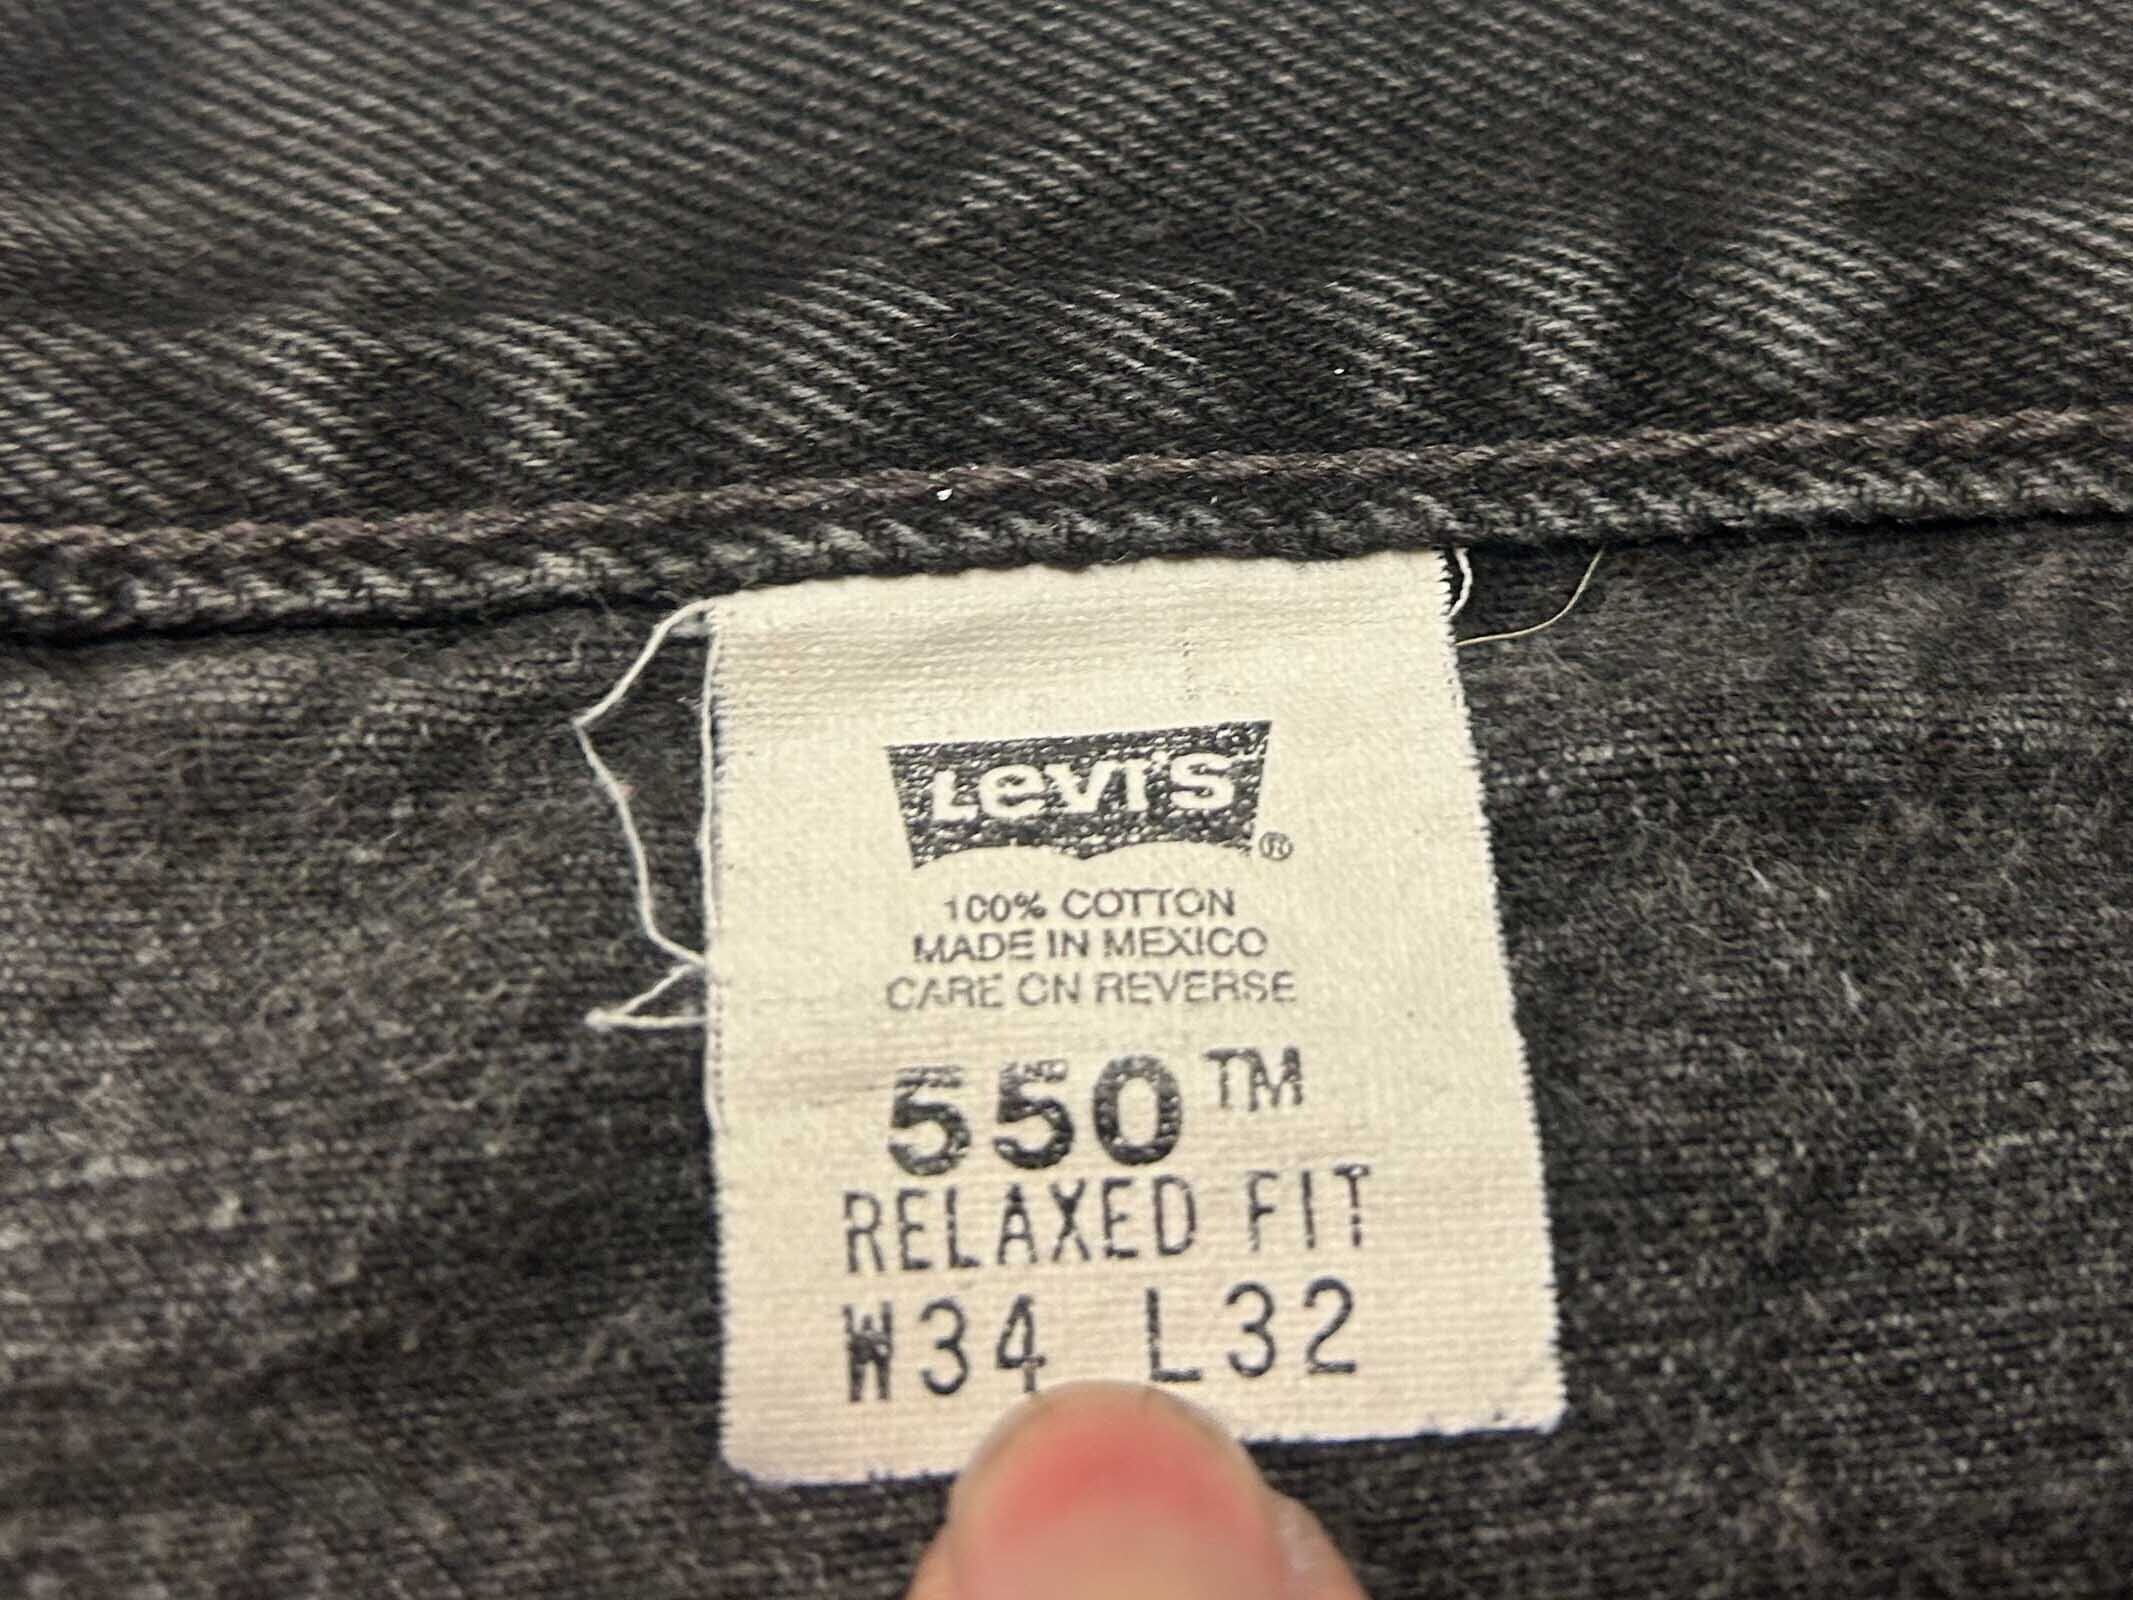 LEVI'S ®
100% COTTON
MADE IN MEXICO
CARE ON REVERSE
550™
RELAXED FIT
W34 L32